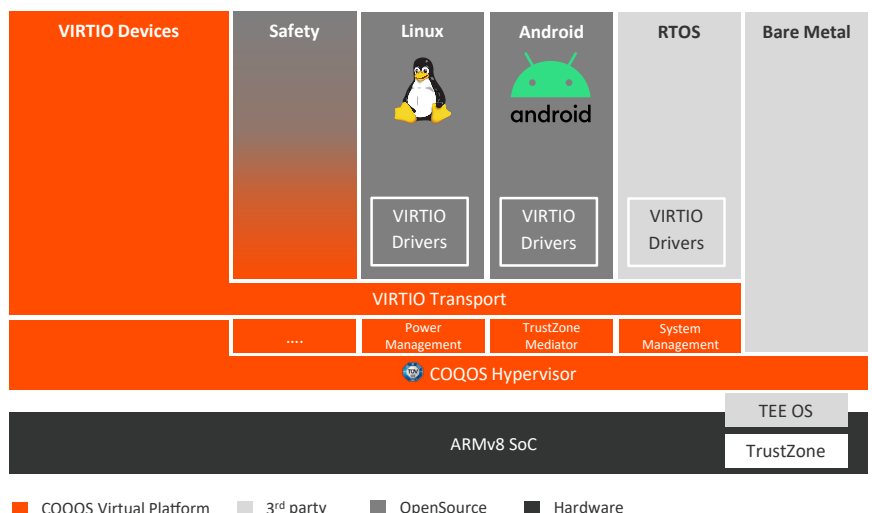 VIRTIO Devices
Safety
Linux
Android
RTOS
Bare Metal
android
VIRTIO
Drivers
VIRTIO
Drivers
VIRTIO
Drivers
VIRTIO Transport
....
Power
Management
TrustZone
Mediator
System
Management
TÜV
COQOS Hypervisor
TEE OS
ARMv8 SoC
TrustZone
COQOS Virtual Platform
3rd party
OpenSource
Hardware